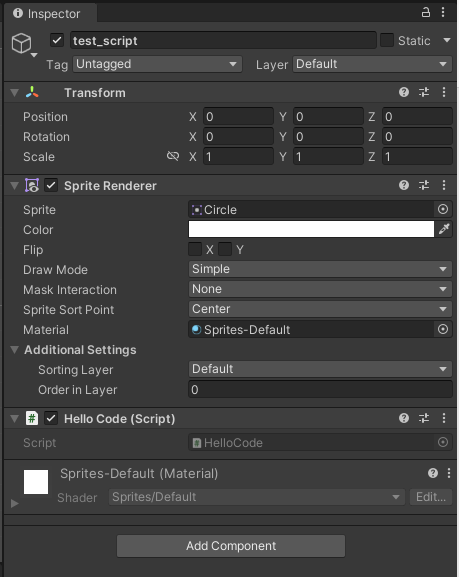 Inspector
test_script Static
Tag Untagged Layer Default
Transform
Position X 0 Y 0 Z 0
Rotation X 0 Y 0 Z 0
Scale X 1 Y 1 Z 1
Sprite Renderer
Sprite Circle
Color
Flip X Y
Draw Mode Simple
Mask Interaction None
Sprite Sort Point Center
Material Sprites-Default
Additional Settings
Sorting Layer Default
Order in Layer 0
# Hello Code (Script)
Script # HelloCode
Sprites-Default (Material)
Shader Sprites/Default Edit...
Add Component